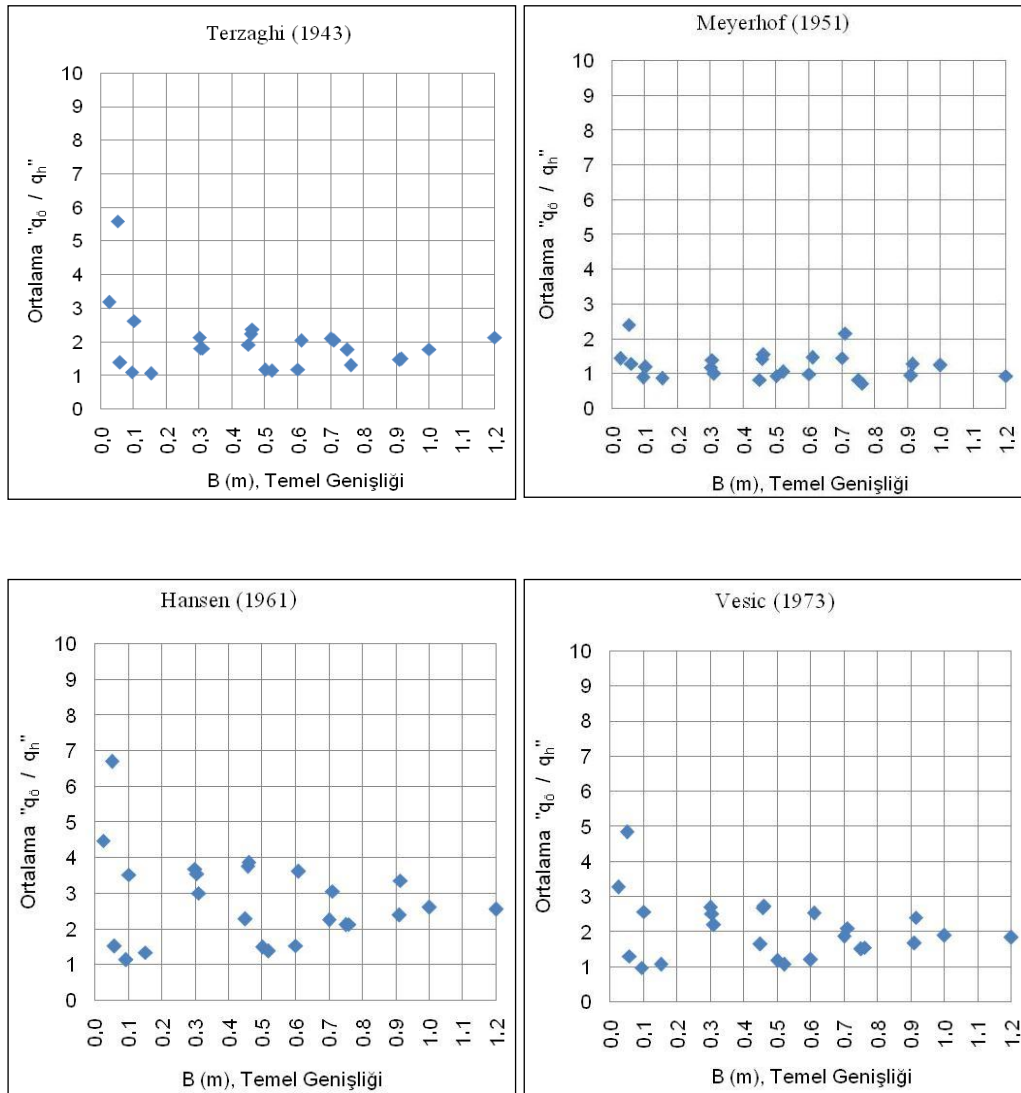 Terzaghi (1943)
10
9
8
7
6
5
4
3
2
1
0
Ortalama "qö / qh"
0,0 0,1 0,2 0,3 0,4 0,5 0,6 0,7 0,8 0,9 1,0 1,1 1,2
B (m), Temel Genişliği
Meyerhof (1951)
10
9
8
7
6
5
4
3
2
1
0
Ortalama "qö / qh"
0,0 0,1 0,2 0,3 0,4 0,5 0,6 0,7 0,8 0,9 1,0 1,1 1,2
B (m), Temel Genişliği
Hansen (1961)
10
9
8
7
6
5
4
3
2
1
0
Ortalama "qö / qh"
0,0 0,1 0,2 0,3 0,4 0,5 0,6 0,7 0,8 0,9 1,0 1,1 1,2
B (m), Temel Genişliği
Vesic (1973)
10
9
8
7
6
5
4
3
2
1
0
Ortalama "qö / qh"
0,0 0,1 0,2 0,3 0,4 0,5 0,6 0,7 0,8 0,9 1,0 1,1 1,2
B (m), Temel Genişliği